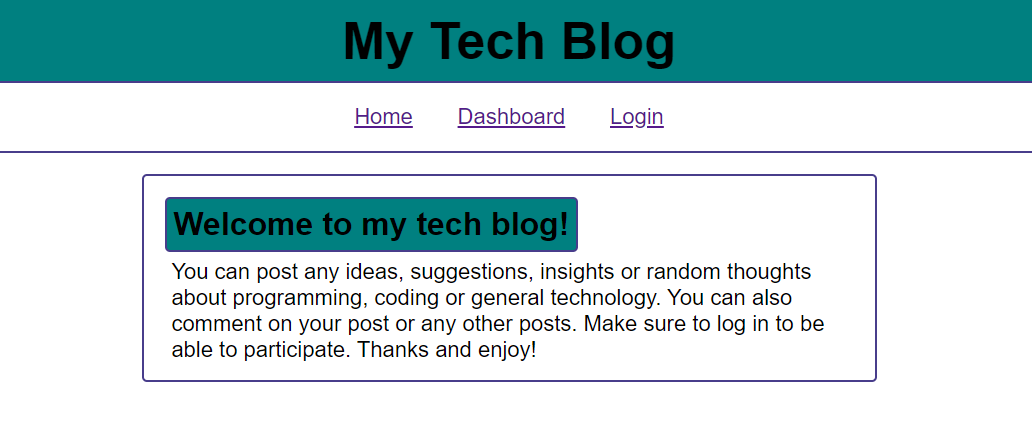 My Tech Blog
Home Dashboard Login
Welcome to my tech blog!
You can post any ideas, suggestions, insights or random thoughts
about programming, coding or general technology. You can also
comment on your post or any other posts. Make sure to log in to be
able to participate. Thanks and enjoy!